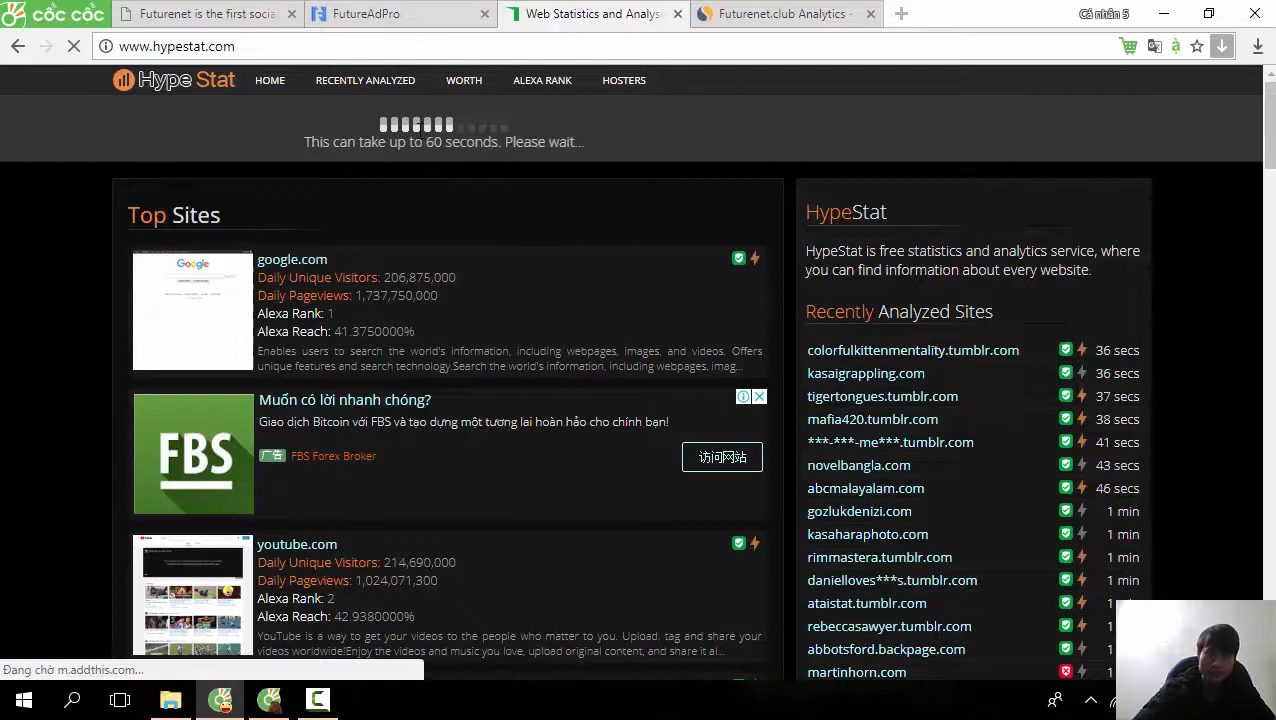 cốc cốc
Futurenet is the first social
FutureAdPro
Web Statistics and Analysis
Futurenet.club Analytics -
Cá nhân 5
www.hypestat.com
Hype Stat
HOME
RECENTLY ANALYZED
WORTH
ALEXA RANK
HOSTERS
This can take up to 60 seconds. Please wait...
Top Sites
google.com
Daily Unique Visitors: 206,875,000
Daily Pageviews: 1,737,750,000
Alexa Rank: 1
Alexa Reach: 41.3750000%
Enables users to search the world's information, including webpages, images, and videos. Offers
unique features and search technology.Search the world's information, including webpages, imag...
Muốn có lời nhanh chóng?
Giao dịch Bitcoin với FBS và tạo dựng một tương lai hoàn hảo cho chính bạn!
广告 FBS Forex Broker
访问网站
FBS
Google
youtube.com
Daily Unique Visitors: 214,690,000
Daily Pageviews: 1,024,071,300
Alexa Rank: 2
Alexa Reach: 42.9380000%
YouTube is a way to get your videos to the people who matter to you. Upload, tag and share your
videos worldwide!Enjoy the videos and music you love, upload original content, and share it al...
HypeStat
HypeStat is free statistics and analytics service, where
you can find information about every website.
Recently Analyzed Sites
colorfulkittenmentality.tumblr.com 36 secs
kasaigrappling.com 36 secs
tigertongues.tumblr.com 37 secs
mafia420.tumblr.com 38 secs
***-***-me***.tumblr.com 41 secs
novelbangla.com 43 secs
abcmalayalam.com 46 secs
gozlukdenizi.com 1 min
kasaharaphoto.com 1 min
rimmasters.tumblr.com 1 min
danielloves***s.tumblr.com 1 min
ataistaff.tumblr.com 1 min
rebeccasawyer.tumblr.com 1 min
abbotsford.backpage.com 1 min
martinhorn.com 1
Đang chờ m.addthis.com...